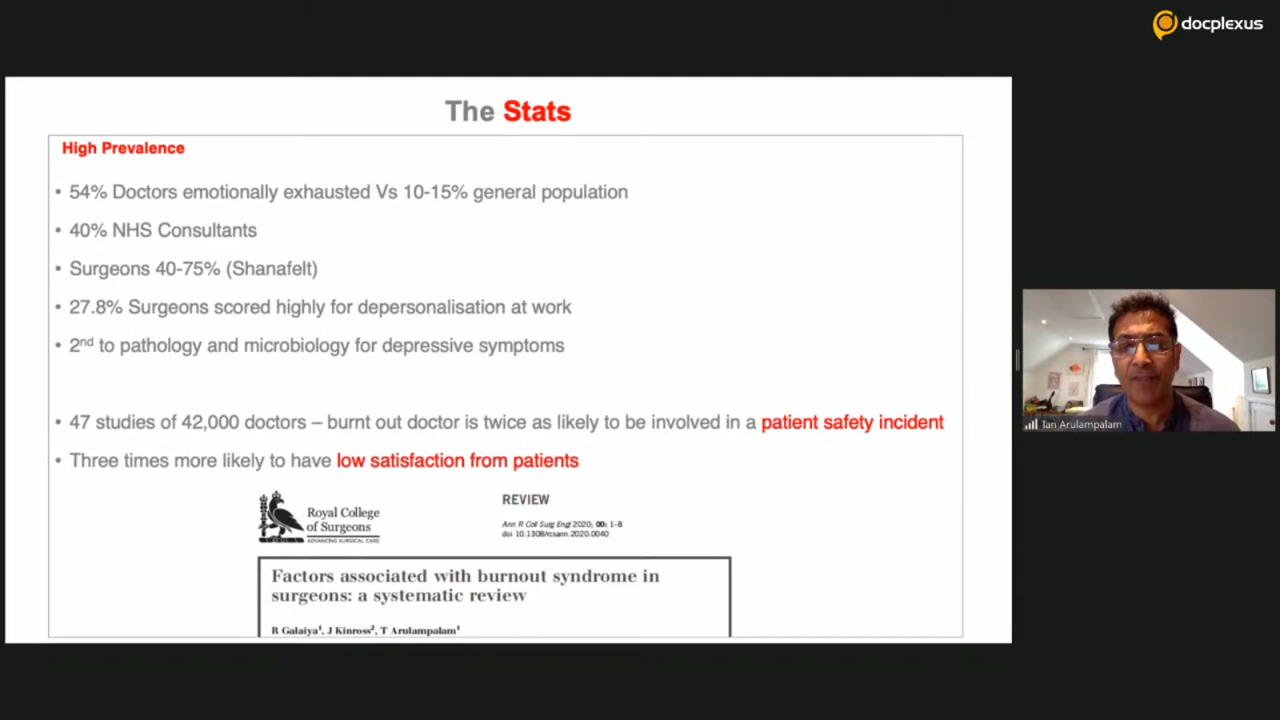 docplexus
The Stats
High Prevalence
• 54% Doctors emotionally exhausted Vs 10-15% general population
• 40% NHS Consultants
• Surgeons 40-75% (Shanafelt)
• 27.8% Surgeons scored highly for depersonalisation at work
• 2nd to pathology and microbiology for depressive symptoms
• 47 studies of 42,000 doctors – burnt out doctor is twice as likely to be involved in a patient safety incident
• Three times more likely to have low satisfaction from patients
Royal College
of Surgeons
ADVANCING SURGICAL CARE
REVIEW
Ann R Coll Surg Engl 2020; 00: 1-8
doi 10.1308/rcsann.2020.0040
Factors associated with burnout syndrome in
surgeons: a systematic review
R Galaiya1, J Kinross2, T Arulampalam1
Tan Arulampalam